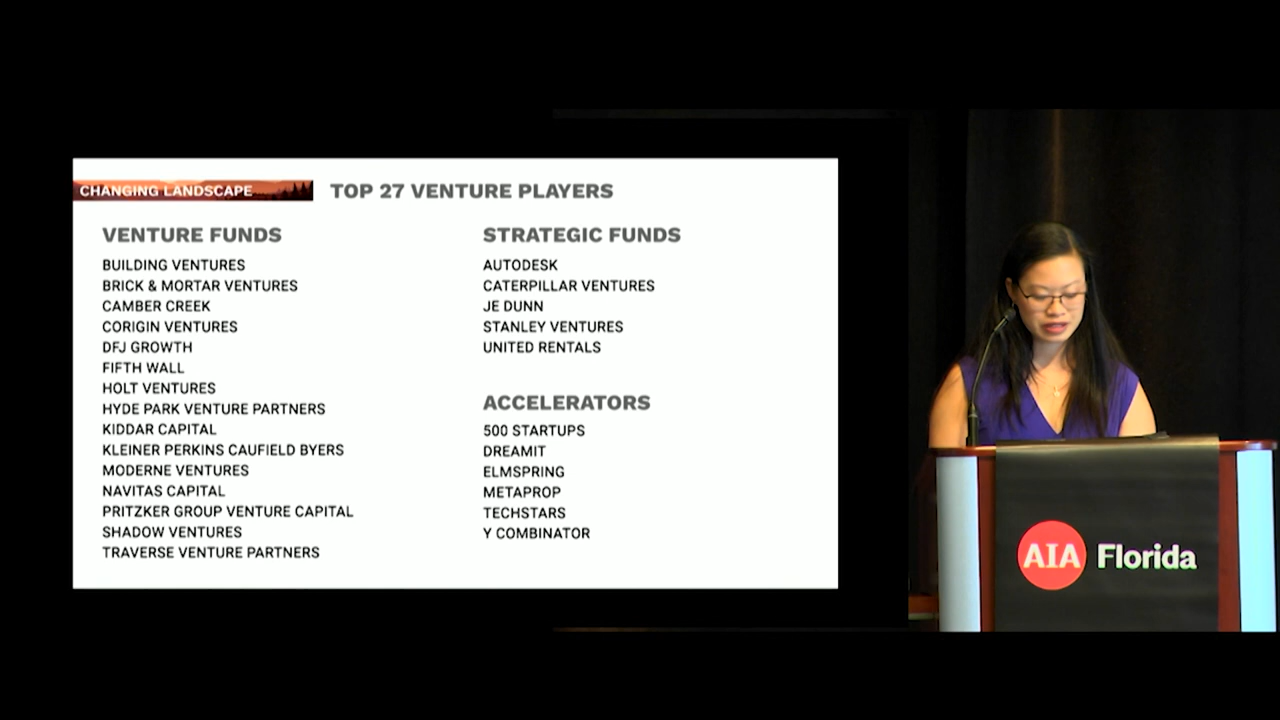 CHANGING LANDSCAPE
TOP 27 VENTURE PLAYERS
VENTURE FUNDS
BUILDING VENTURES
BRICK & MORTAR VENTURES
CAMBER CREEK
CORIGIN VENTURES
DFJ GROWTH
FIFTH WALL
HOLT VENTURES
HYDE PARK VENTURE PARTNERS
KIDDAR CAPITAL
KLEINER PERKINS CAUFIELD BYERS
MODERNE VENTURES
NAVITAS CAPITAL
PRITZKER GROUP VENTURE CAPITAL
SHADOW VENTURES
TRAVERSE VENTURE PARTNERS
STRATEGIC FUNDS
AUTODESK
CATERPILLAR VENTURES
JE DUNN
STANLEY VENTURES
UNITED RENTALS
ACCELERATORS
500 STARTUPS
DREAMIT
ELMSPRING
METAPROP
TECHSTARS
Y COMBINATOR
AIA Florida